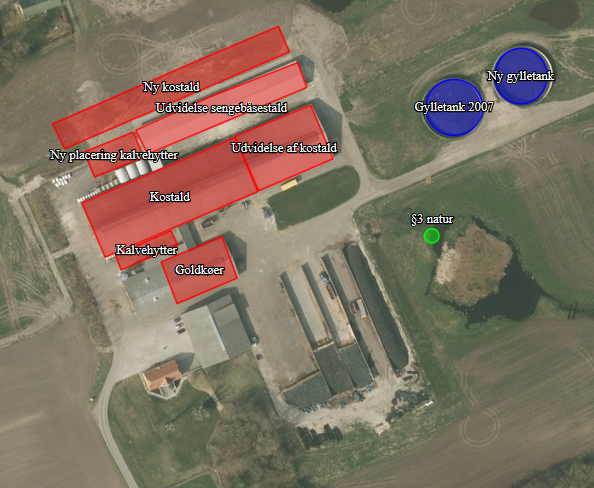 Ny kostald
Ny gylletank
Udvidelse sengebåsestald
Gylletank 2007
Udvidelse af kostald
Ny placering kalvehytter
Kostald
§3 natur
Kalvehytter
Goldkøer